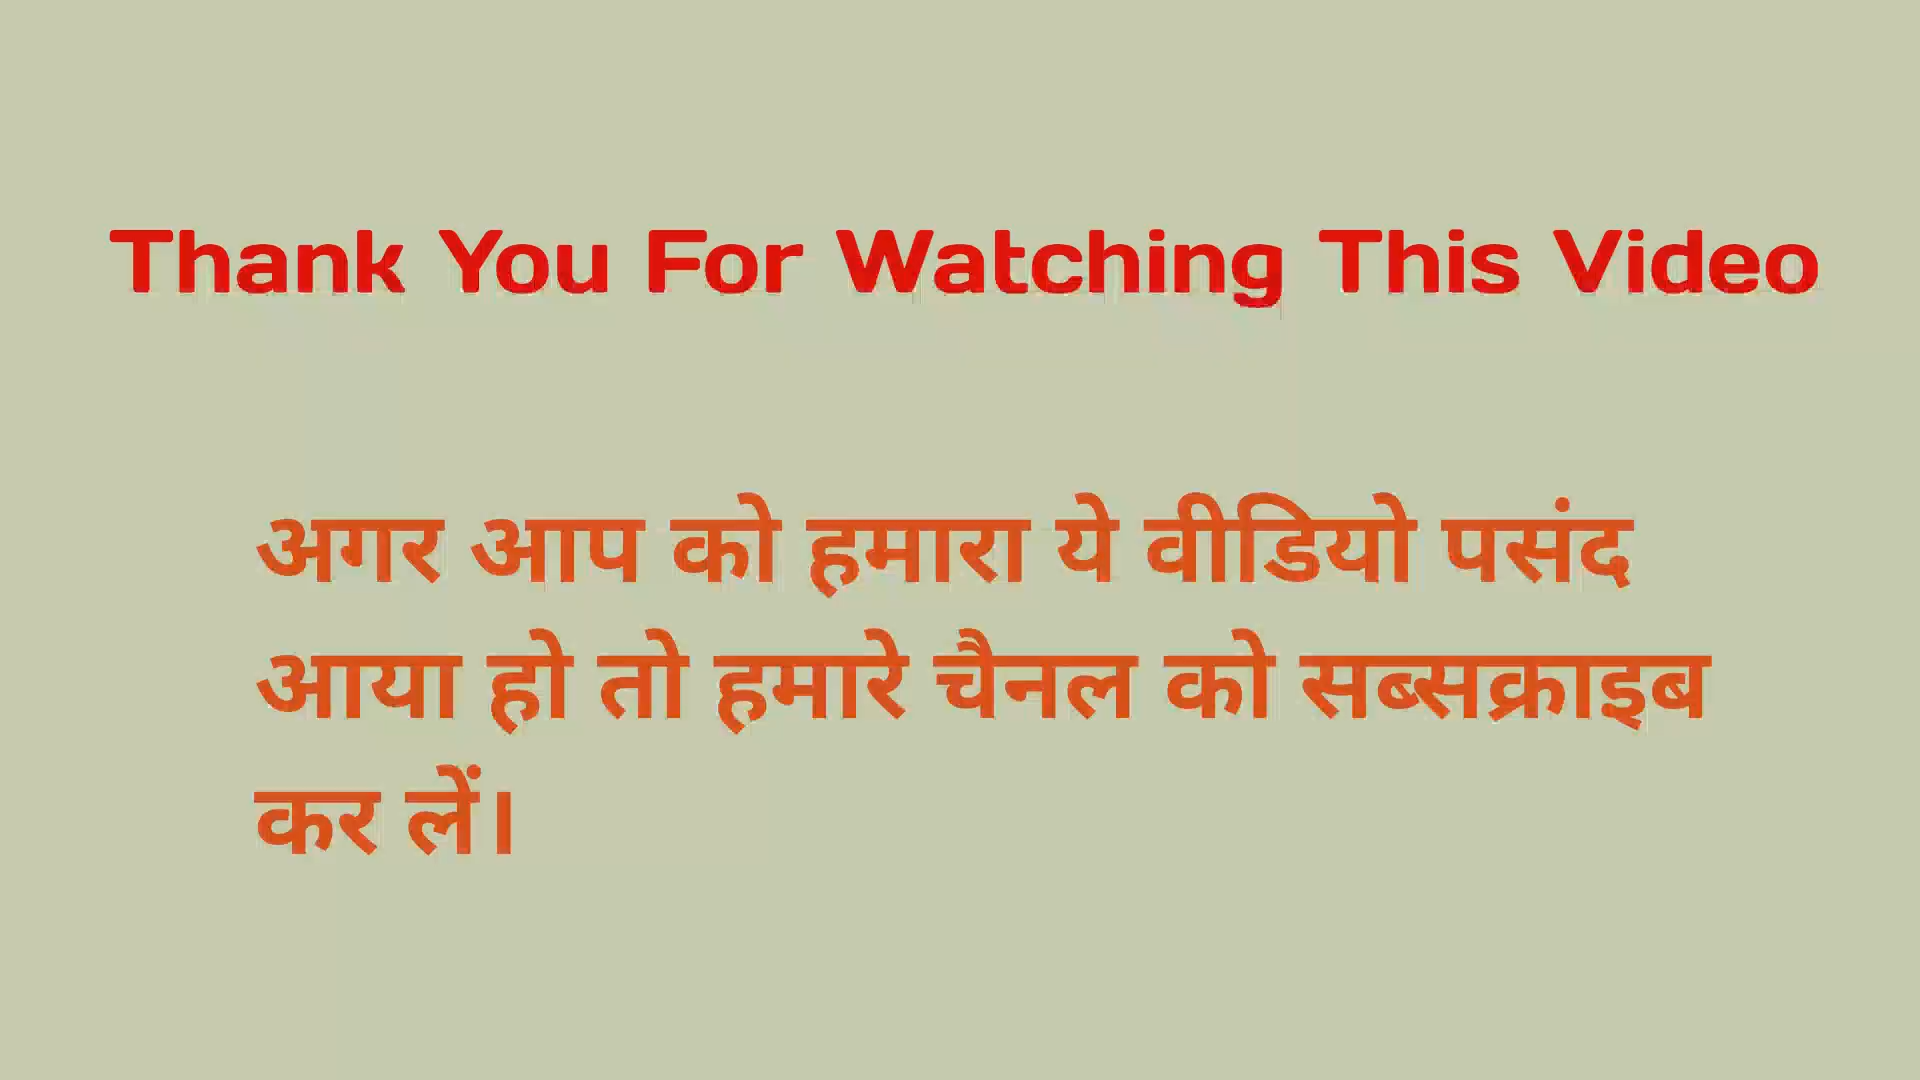 Thank You For Watching This Video
अगर आप को हमारा ये वीडियो पसंद
आया हो तो हमारे चैनल को सब्सक्राइब
कर लें।